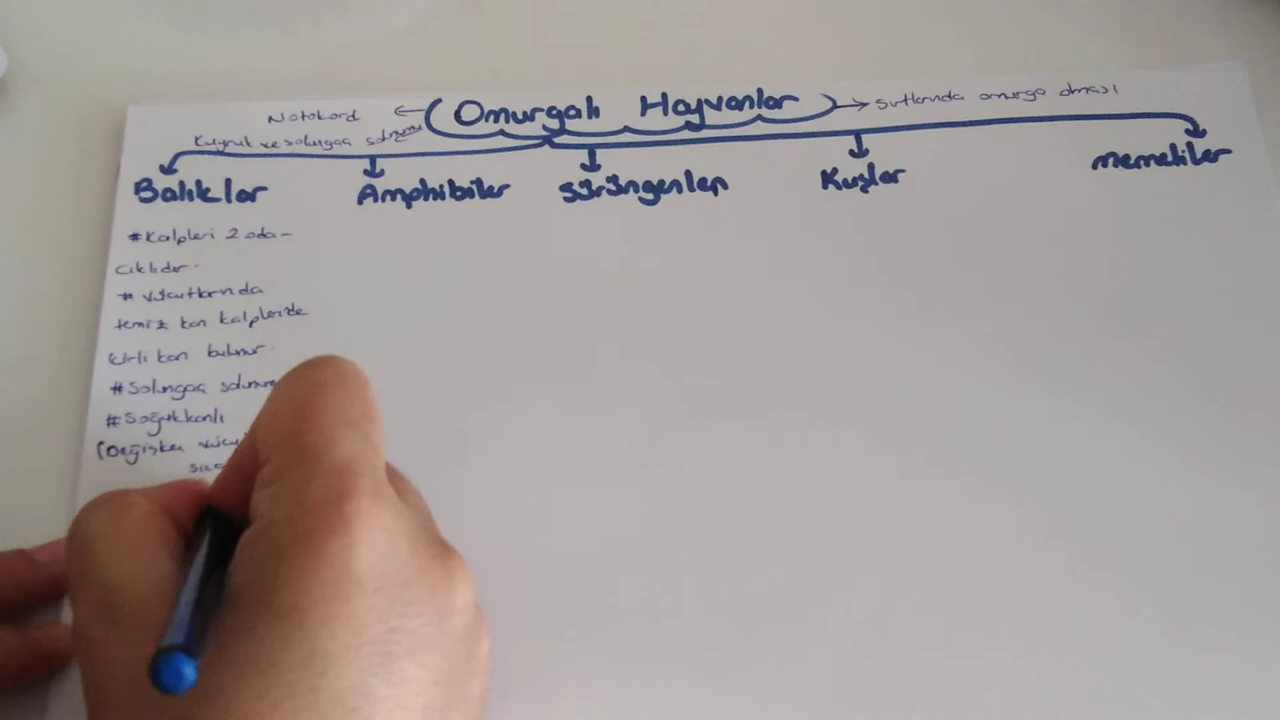 Omurgalı Hayvanlar
Notokord
Sırtlarında omurga olması
Kuyruk ve solungaç
Balıklar
Amphibiler
Sürüngenler
Kuşlar
memeliler
#Kalpleri 2 oda-
cıklıdır.
# Vücutlarında
temiz kan kalplerinde
kirli kan bulunur.
#Solungaç solunum
#Soğukkanlı
(Değişken